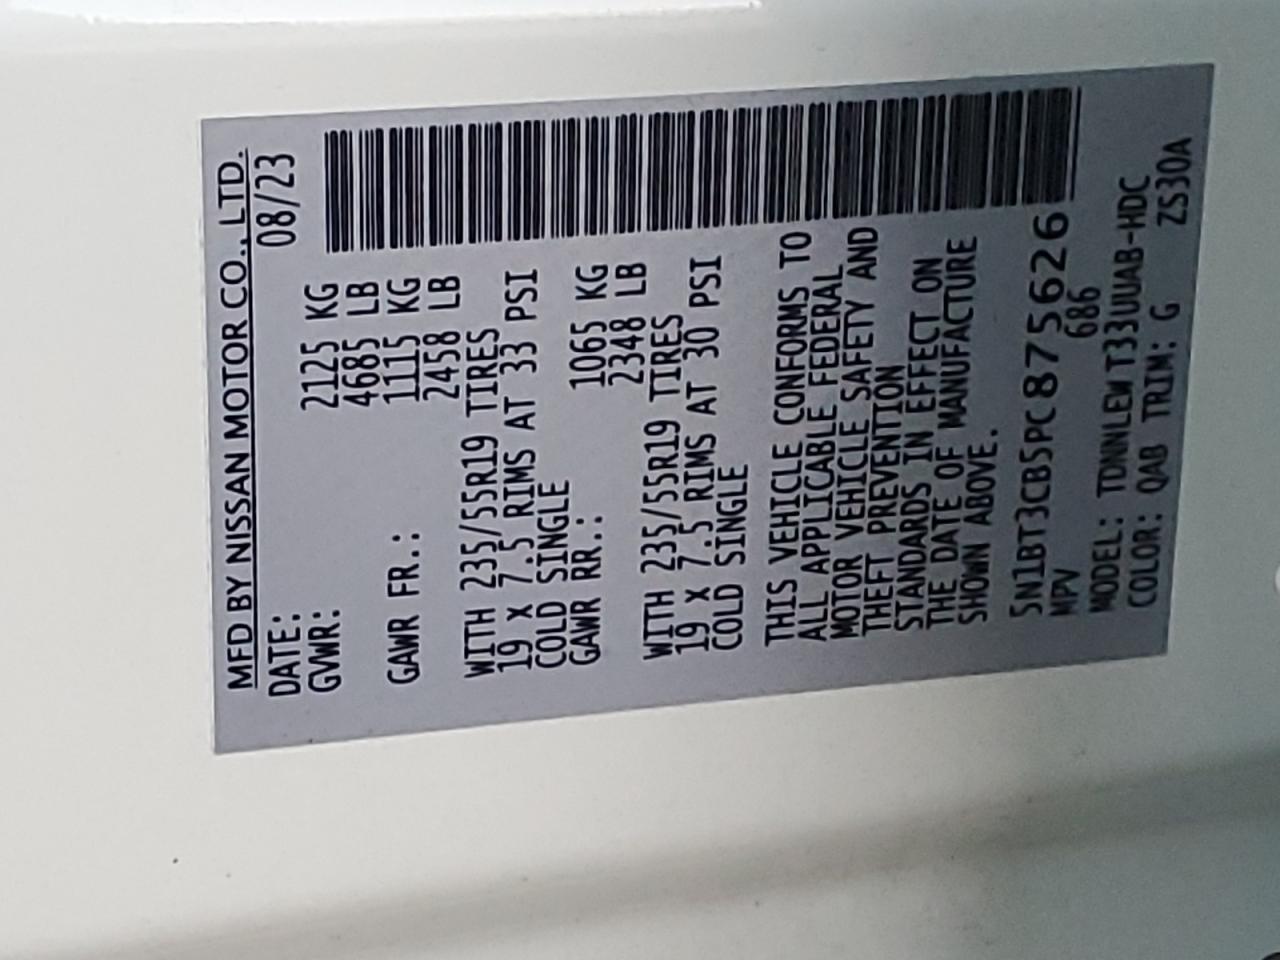 MFD BY NISSAN MOTOR CO., LTD.
DATE: 08/23
GVWR: 2125 KG
4685 LB
GAWR FR.: 1115 KG
2458 LB
WITH 235/55R19 TIRES
19 X 7.5 RIMS AT 33 PSI
COLD SINGLE
GAWR RR.: 1065 KG
2348 LB
WITH 235/55R19 TIRES
19 X 7.5 RIMS AT 30 PSI
COLD SINGLE
THIS VEHICLE CONFORMS TO
ALL APPLICABLE FEDERAL
MOTOR VEHICLE SAFETY AND
THEFT PREVENTION
STANDARDS IN EFFECT ON
THE DATE OF MANUFACTURE
SHOWN ABOVE.
5N1BT3CB5PC875626
MPV 686
MODEL: TDNNLEWT33UUAB-HDC
COLOR: QAB TRIM: G ZS30A